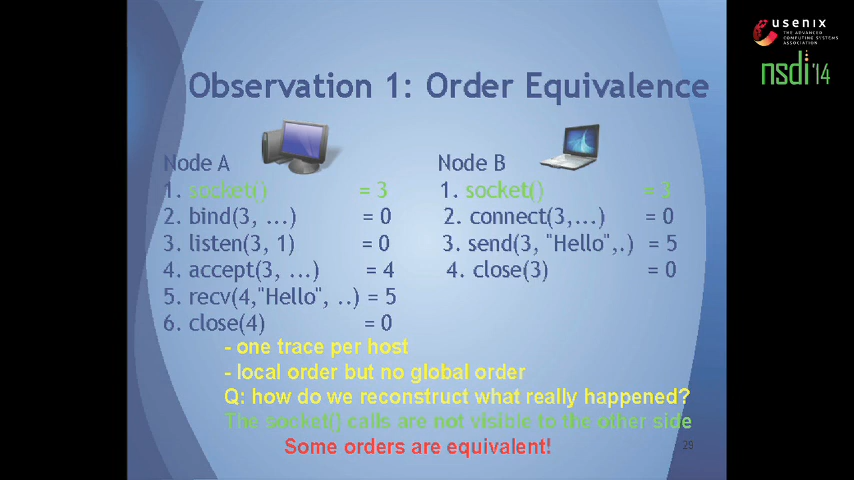 usenix
THE ADVANCED
COMPUTING SYSTEMS
ASSOCIATION
nsdi '14
Observation 1: Order Equivalence
Node A
1. socket() = 3
2. bind(3, ...) = 0
3. listen(3, 1) = 0
4. accept(3, ...) = 4
5. recv(4,"Hello", ..) = 5
6. close(4) = 0
Node B
1. socket() = 3
2. connect(3,...) = 0
3. send(3, "Hello",.) = 5
4. close(3) = 0
- one trace per host
- local order but no global order
Q: how do we reconstruct what really happened?
The socket() calls are not visible to the other side
Some orders are equivalent!
25